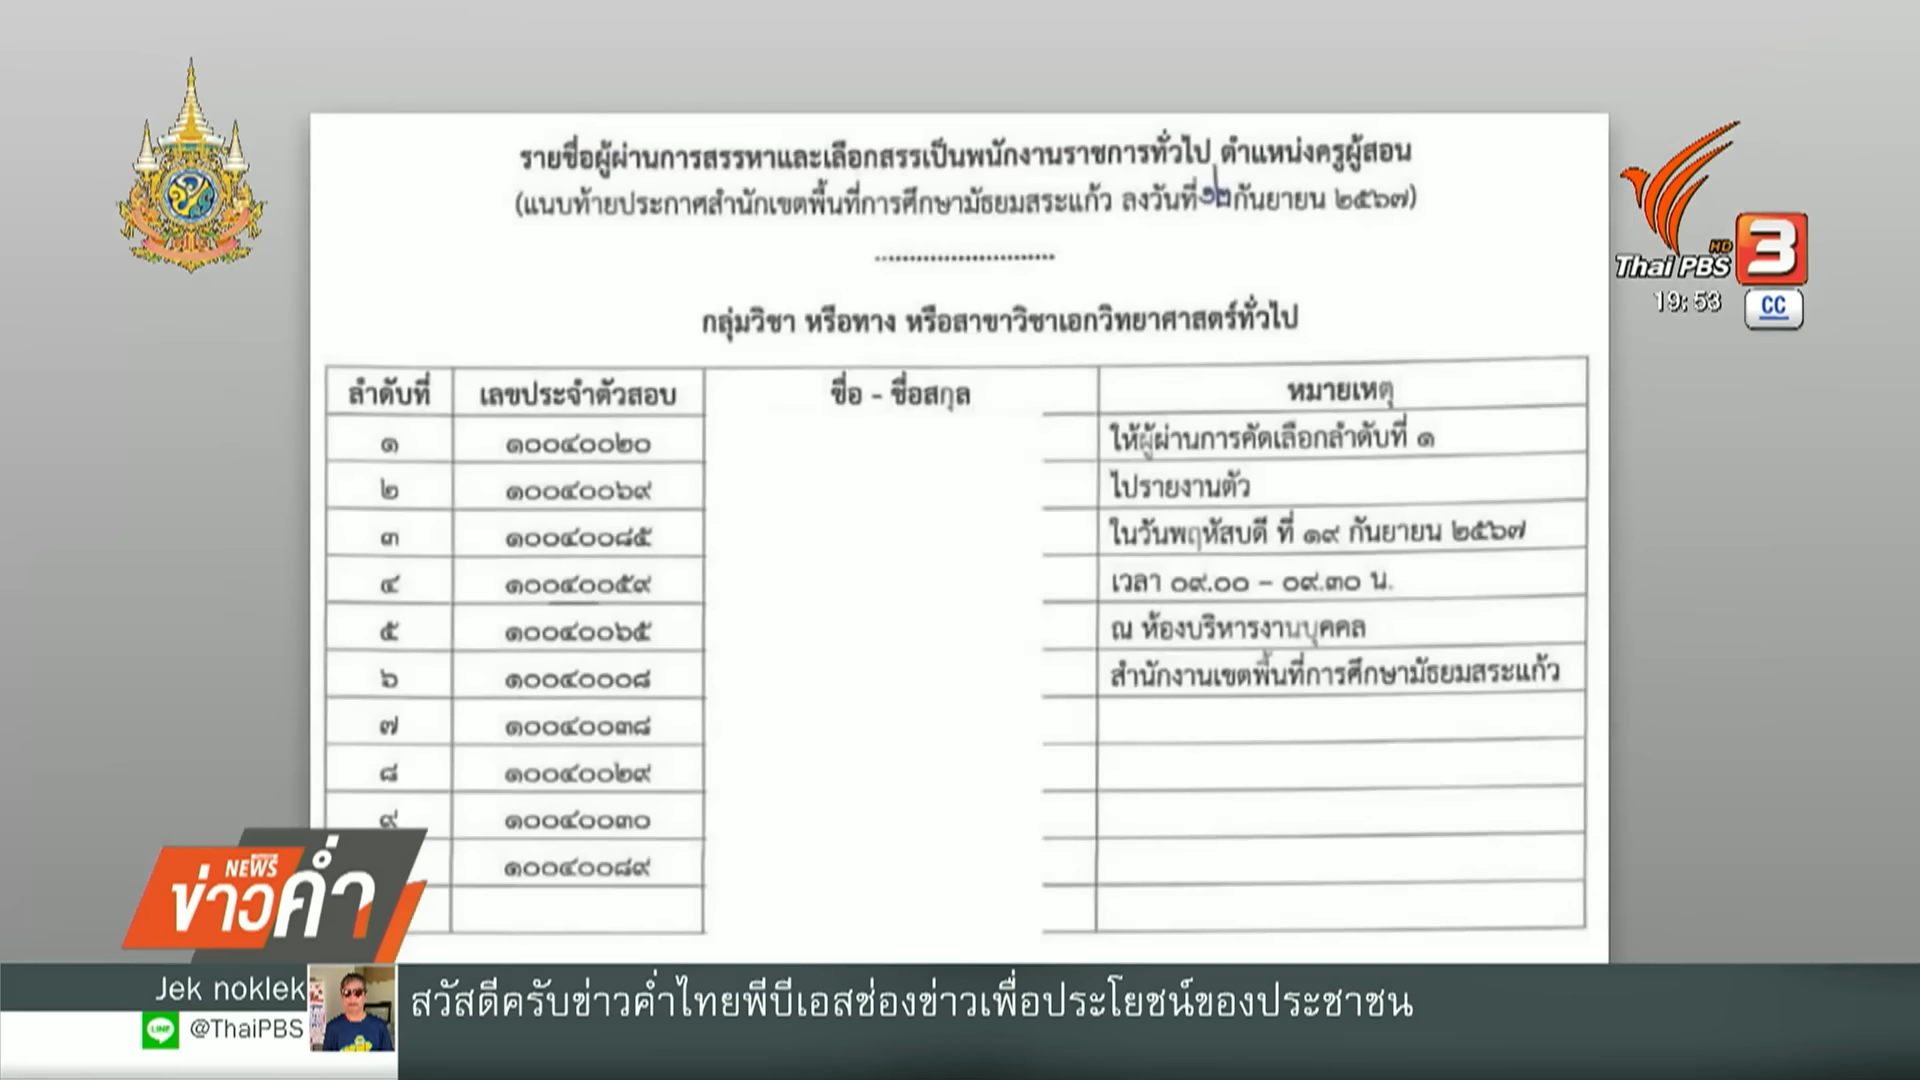 รายชื่อผู้ผ่านการสรรหาและเลือกสรรเป็นพนักงานราชการทั่วไป ตำแหน่งครูผู้สอน
(แนบท้ายประกาศสำนักเขตพื้นที่การศึกษามัธยมสระแก้ว ลงวันที่ ๑๒ กันยายน ๒๕๖๗)
Thai PBS HD 3
19:53 CC
กลุ่มวิชา หรือทาง หรือสาขาวิชาเอกวิทยาศาสตร์ทั่วไป
ลำดับที่ เลขประจำตัวสอบ ชื่อ - ชื่อสกุล หมายเหตุ
๑ ๑๐๐๔๐๐๒๐ ให้ผู้ผ่านการคัดเลือกลำดับที่ ๑
๒ ๑๐๐๔๐๐๖๙ ไปรายงานตัว
๓ ๑๐๐๔๐๐๘๕ ในวันพฤหัสบดี ที่ ๑๙ กันยายน ๒๕๖๗
๔ ๑๐๐๔๐๐๕๙ เวลา ๐๙.๐๐ - ๐๙.๓๐ น.
๕ ๑๐๐๔๐๐๖๕ ณ ห้องบริหารงานบุคคล
๖ ๑๐๐๔๐๐๐๘ สำนักงานเขตพื้นที่การศึกษามัธยมสระแก้ว
๗ ๑๐๐๔๐๐๓๘
๘ ๑๐๐๔๐๐๒๙
๙ ๑๐๐๔๐๐๓๐
๑๐๐๔๐๐๘๙
NEWS
ข่าวค่ำ
Jek noklek สวัสดีครับข่าวค่ำไทยพีบีเอสช่องข่าวเพื่อประโยชน์ของประชาชน
LINE @ThaiPBS